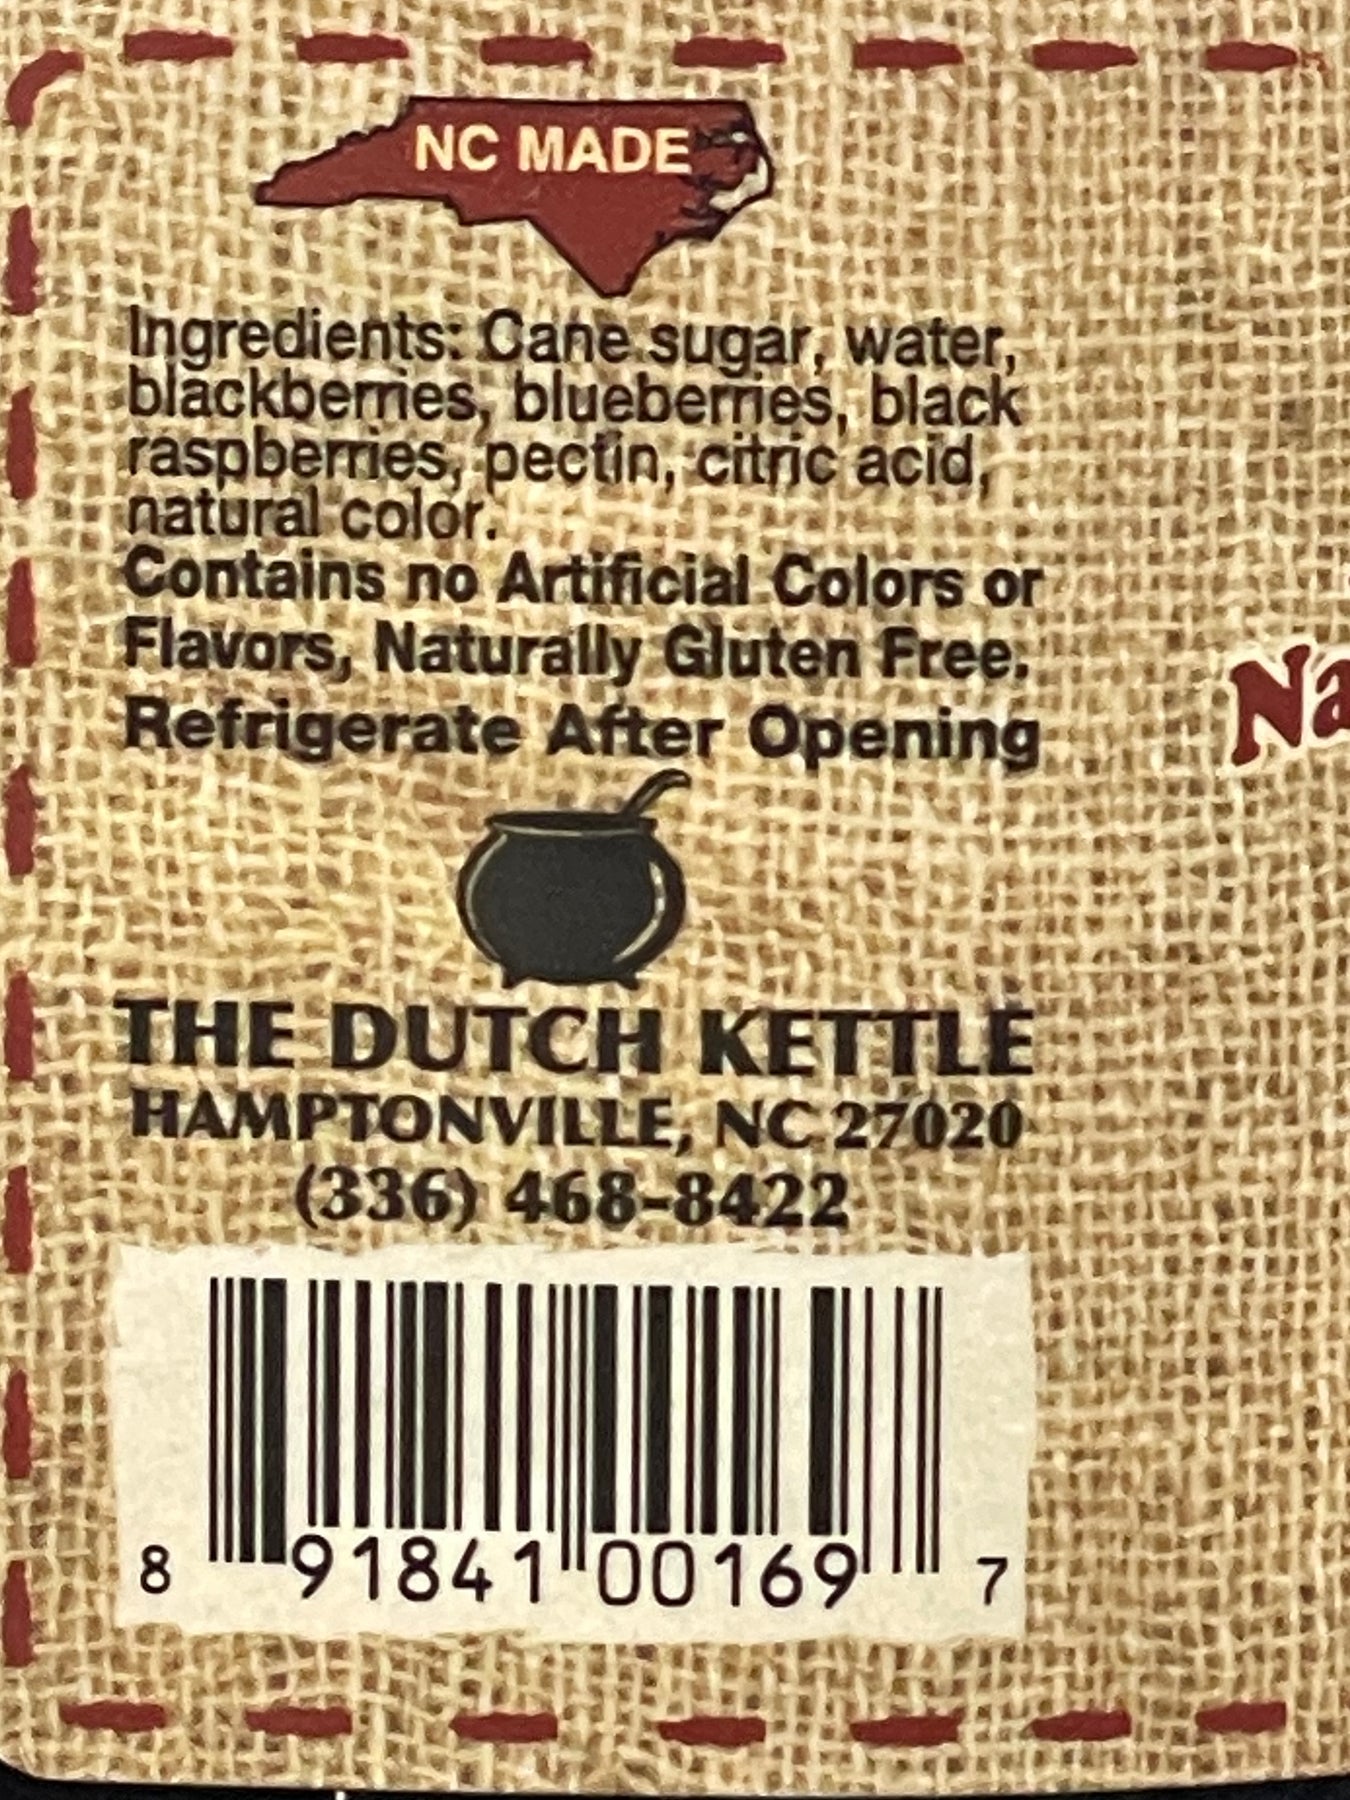 NC MADE
Ingredients: Cane sugar, water,
blackberries, blueberries, black
raspberries, pectin, citric acid,
natural color.
Contains no Artificial Colors or
Flavors, Naturally Gluten Free.
Refrigerate After Opening
THE DUTCH KETTLE
HAMPTONVILLE, NC 27020
(336) 468-8422
8 91841 00169 7
Na